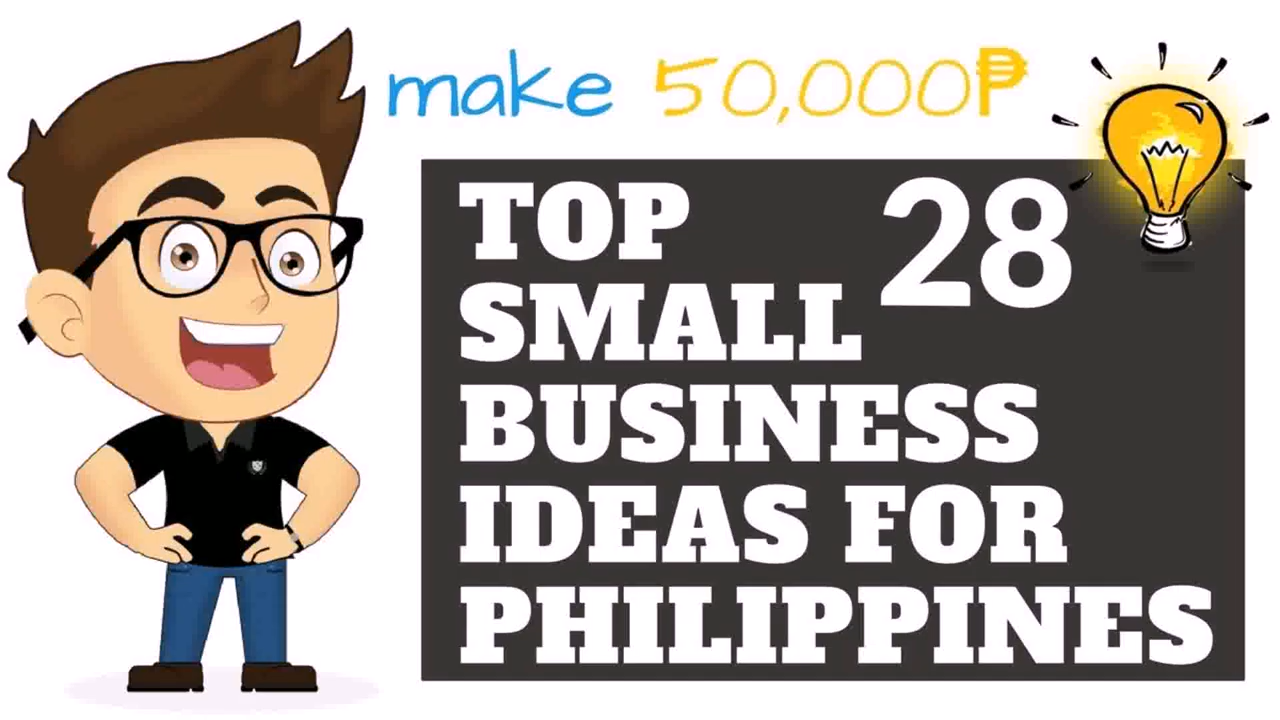 make 50,000₱
TOP 28
SMALL
BUSINESS
IDEAS FOR
PHILIPPINES